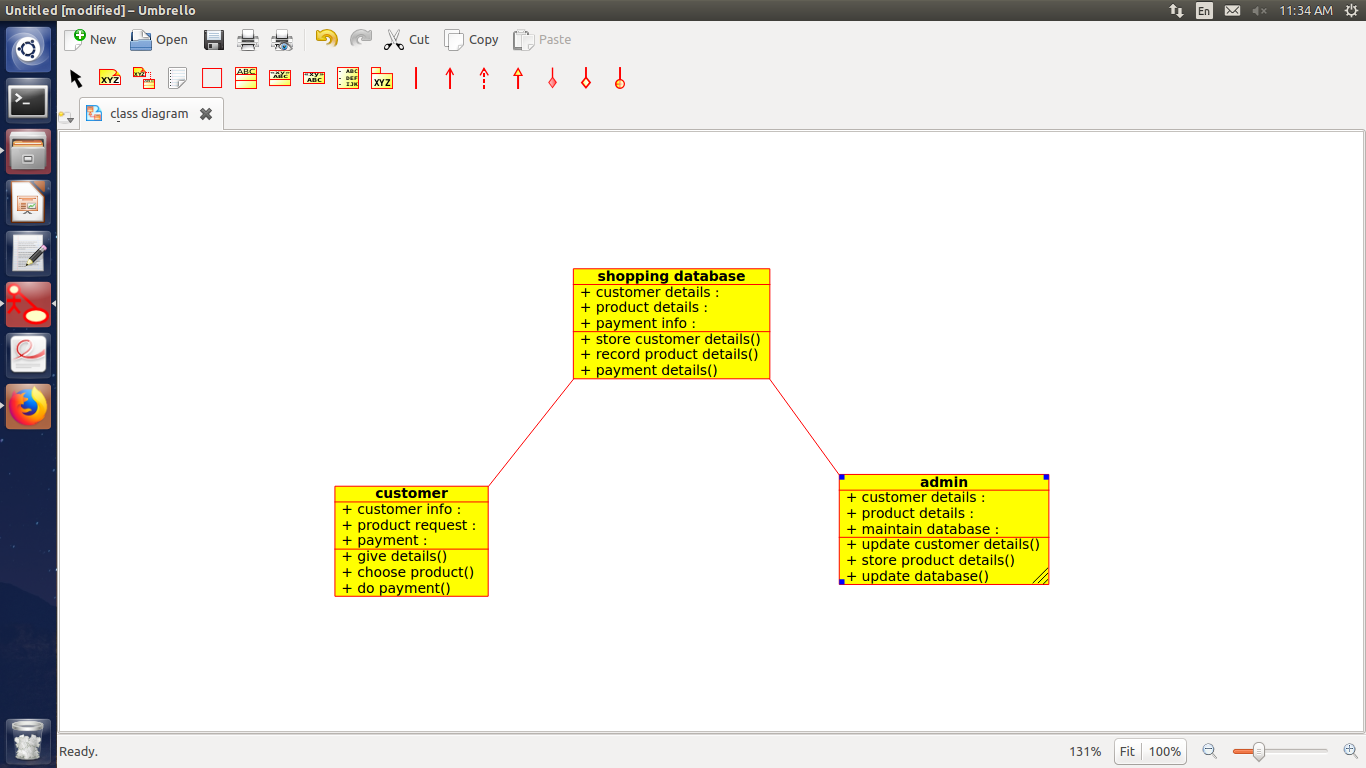 Untitled [modified] – Umbrello
En
11:34 AM
New
Open
Cut
Copy
Paste
XYZ
XYZ
ABC
"xy"
ABC
"xy"
ABC
- ABC
- DEF
- IJK
XYZ
class diagram
shopping database
+ customer details :
+ product details :
+ payment info :
+ store customer details()
+ record product details()
+ payment details()
customer
+ customer info :
+ product request :
+ payment :
+ give details()
+ choose product()
+ do payment()
admin
+ customer details :
+ product details :
+ maintain database :
+ update customer details()
+ store product details()
+ update database()
Ready.
131%
Fit
100%